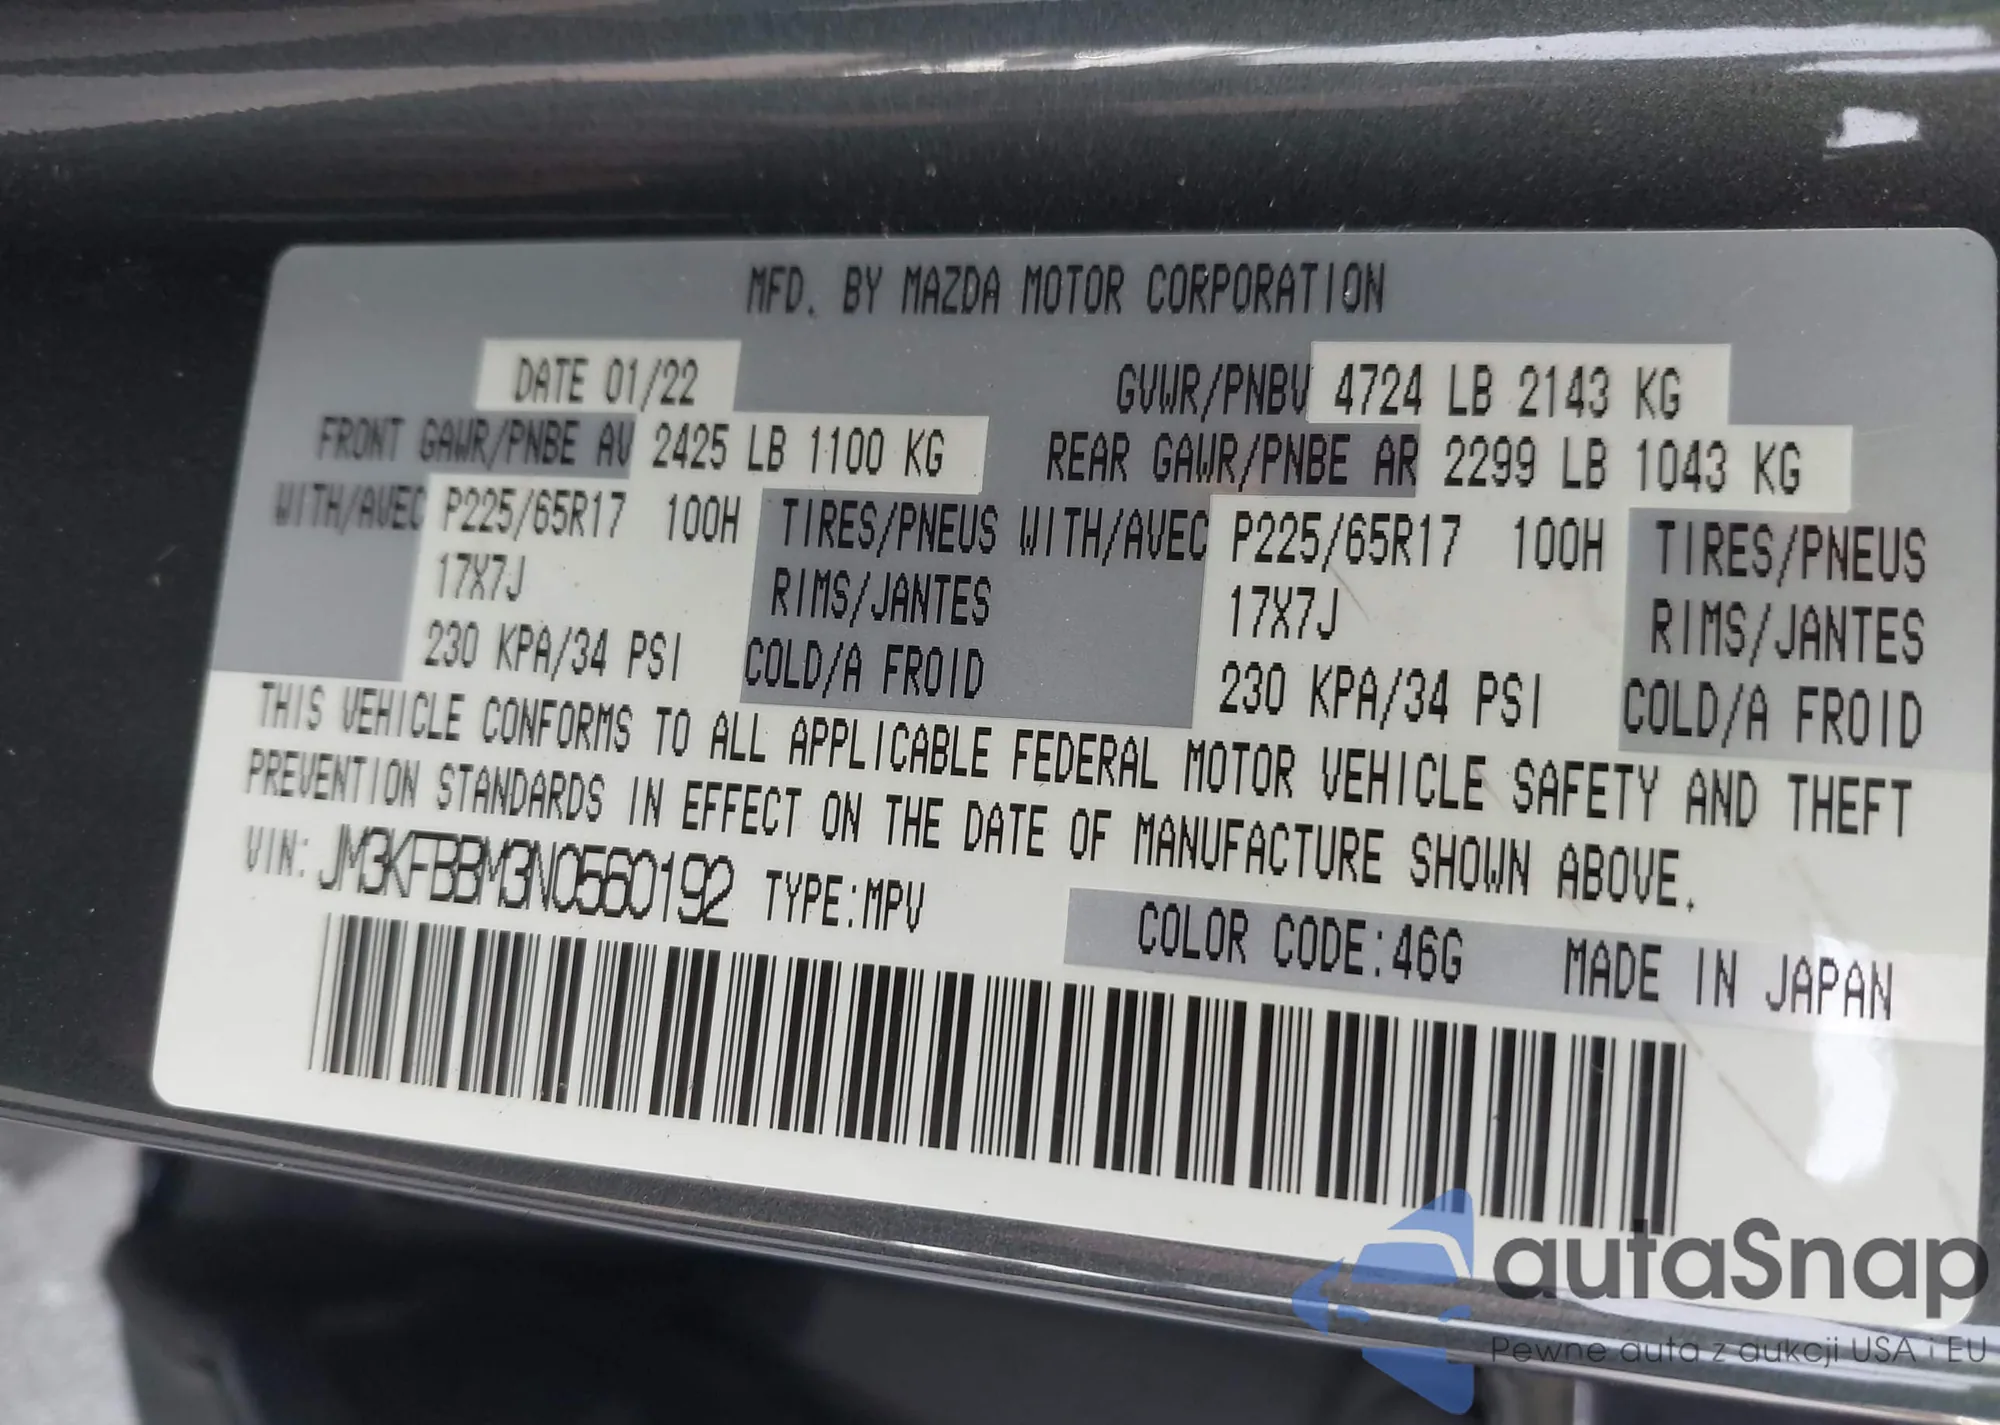 MFD. BY MAZDA MOTOR CORPORATION
DATE 01/22 GVWR/PNBV 4724 LB 2143 KG
FRONT GAWR/PNBE AV 2425 LB 1100 KG REAR GAWR/PNBE AR 2299 LB 1043 KG
WITH/AVEC P225/65R17 100H TIRES/PNEUS WITH/AVEC P225/65R17 100H TIRES/PNEUS
17X7J RIMS/JANTES 17X7J RIMS/JANTES
230 KPA/34 PSI COLD/A FROID 230 KPA/34 PSI COLD/A FROID
THIS VEHICLE CONFORMS TO ALL APPLICABLE FEDERAL MOTOR VEHICLE SAFETY AND THEFT
PREVENTION STANDARDS IN EFFECT ON THE DATE OF MANUFACTURE SHOWN ABOVE.
VIN: JM3KFBBM3N0560192 TYPE:MPV
COLOR CODE:46G MADE IN JAPAN
autaSnap
Pewne auta z aukcji USA i EU